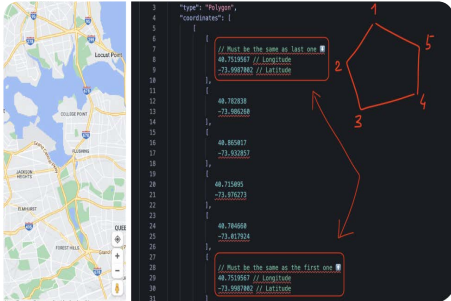 Locust Point
COLLEGE POINT
FLUSHING
JACKSON
HEIGHTS
ELMHURST
FOREST HILLS
QUEE
3 "type": "Polygon",
4 "coordinates": [
5 [
6 [
7 // Must be the same as last one ⬇️
8 40.7519567 // Longitude
9 -73.9987002 // Latitude
10 ],
11 [
12 40.782838
13 -73.986260
14 ],
15 [
16 40.865017
17 -73.932857
18 ],
19 [
20 40.715095
21 -73.976273
22 ],
23 [
24 40.704660
25 -73.017924
26 ],
27 [
28 // Must be the same as the first one ⬆️
29 40.7519567 // Longitude
30 -73.9987002 // Latitude
31 ]
1
2
3
4
5
+
−